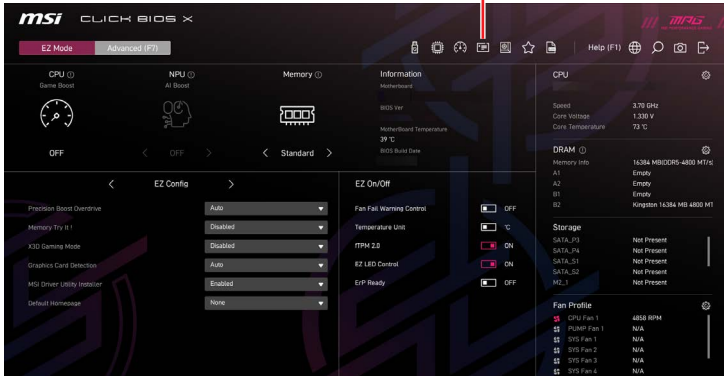 msi CLICK BIOS X
MAG
EZ Mode
Advanced (F7)
Help (F1)
CPU
Game Boost
OFF
NPU
AI Boost
OFF
Memory
Standard
Information
Motherboard
BIOS Ver
MotherBoard Temperature
39 °C
BIOS Build Date
EZ Config
Precision Boost Overdrive Auto
Memory Try It ! Disabled
X3D Gaming Mode Disabled
Graphics Card Detection Auto
MSI Driver Utility Installer Enabled
Default Homepage None
EZ On/Off
Fan Fail Warning Control OFF
Temperature Unit °C
fTPM 2.0 ON
EZ LED Control ON
ErP Ready OFF
CPU
Speed 3.70 GHz
Core Voltage 1.330 V
Core Temperature 73 °C
DRAM
Memory Info 16384 MB(DDR5-4800 MT/s)
A1 Empty
A2 Empty
B1 Empty
B2 Kingston 16384 MB 4800 MT
Storage
SATA_P3 Not Present
SATA_P4 Not Present
SATA_S1 Not Present
SATA_S2 Not Present
M2_1 Not Present
Fan Profile
CPU Fan 1 4858 RPM
PUMP Fan 1 N/A
SYS Fan 1 N/A
SYS Fan 2 N/A
SYS Fan 3 N/A
SYS Fan 4 N/A